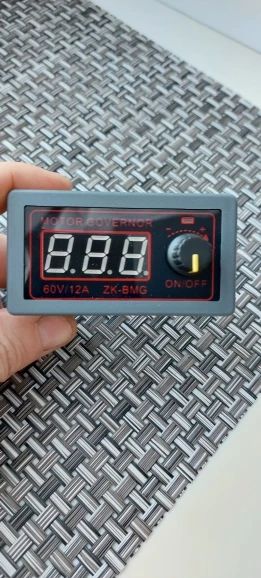 MOTOR GOVERNOR
- +
8.8.8.
60V/12A ZK-BMG ON/OFF